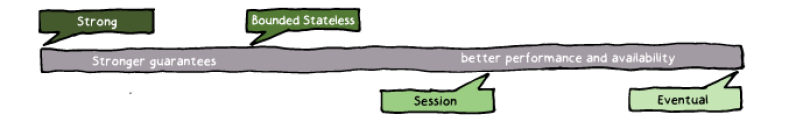 Strong
Bounded Stateless
Stronger guarantees
better performance and availability
Session
Eventual